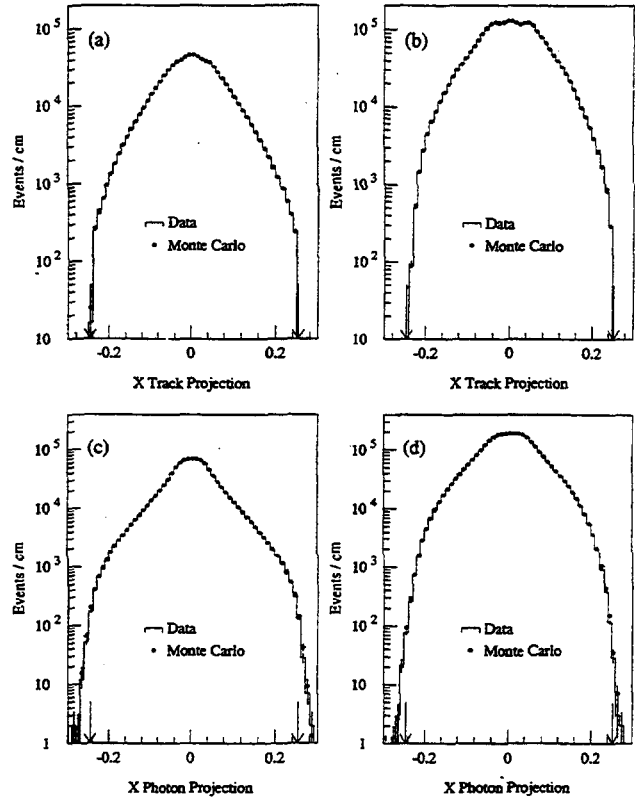 (a)
Events / cm
10^5
10^4
10^3
10^2
10
Data
Monte Carlo
-0.2 0 0.2
X Track Projection
(b)
Events / cm
10^5
10^4
10^3
10^2
10
Data
Monte Carlo
-0.2 0 0.2
X Track Projection
(c)
Events / cm
10^5
10^4
10^3
10^2
10
1
Data
Monte Carlo
-0.2 0 0.2
X Photon Projection
(d)
Events / cm
10^5
10^4
10^3
10^2
10
1
Data
Monte Carlo
-0.2 0 0.2
X Photon Projection